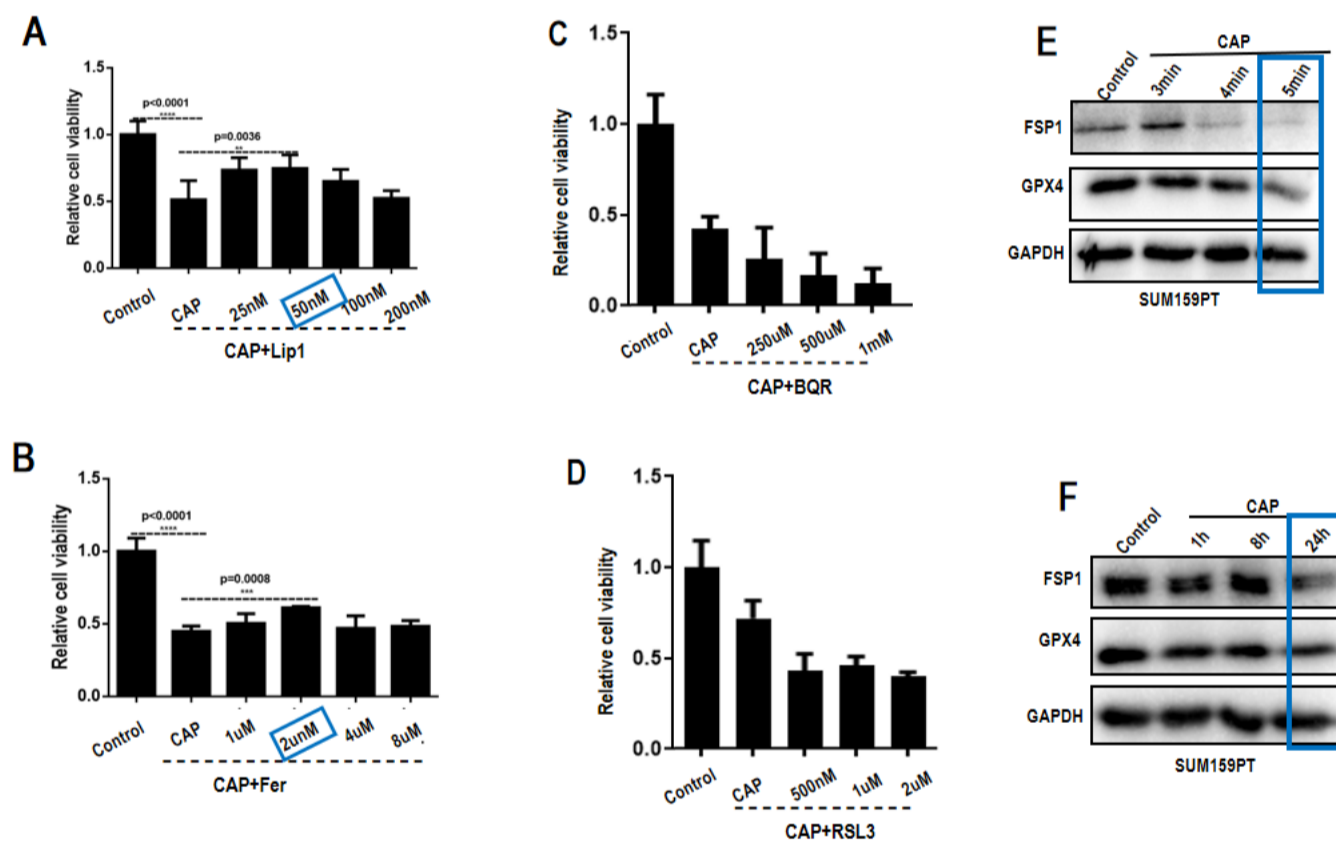 A
Relative cell viability
1.5
1.0
0.5
0.0
p<0.0001
****
p=0.0036
**
Control
CAP
25nM
50nM
100nM
200nM
CAP+Lip1
B
Relative cell viability
1.5
1.0
0.5
0.0
p<0.0001
****
p=0.0008
***
Control
CAP
1uM
2unM
4uM
8uM
CAP+Fer
C
Relative cell viability
1.0
0.5
0.0
Control
CAP
250uM
500uM
1mM
CAP+BQR
D
Relative cell viability
1.5
1.0
0.5
0.0
Control
CAP
500nM
1uM
2uM
CAP+RSL3
E
CAP
Control
3min
4min
5min
FSP1
GPX4
GAPDH
SUM159PT
F
CAP
Control
1h
8h
24h
FSP1
GPX4
GAPDH
SUM159PT